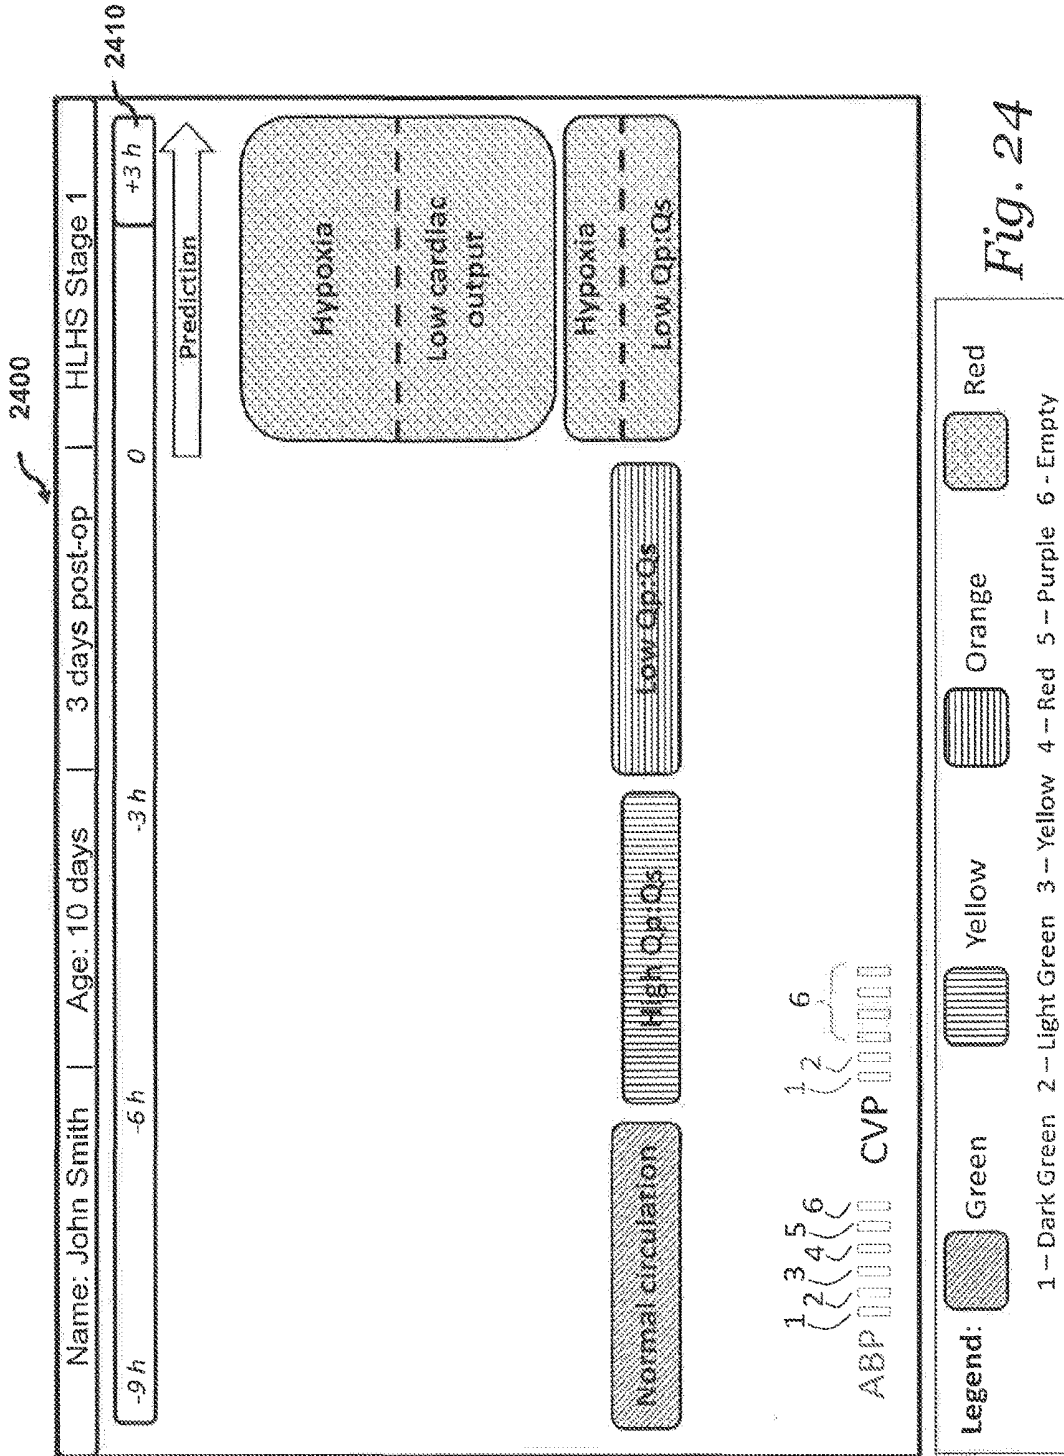 2400
Name: John Smith | Age: 10 days | 3 days post-op | HLHS Stage 1
-9 h -6 h -3 h 0 +3 h
2410
Prediction
Hypoxia
Low cardiac
output
Normal circulation
High Qp:Qs
Low Qp:Qs
Hypoxia
Low Qp:Qs
1 2 3 4 5 6
ABP
1 2 6
CVP
Legend: Green Yellow Orange Red
1 – Dark Green 2 – Light Green 3 – Yellow 4 – Red 5 – Purple 6 - Empty
Fig. 24